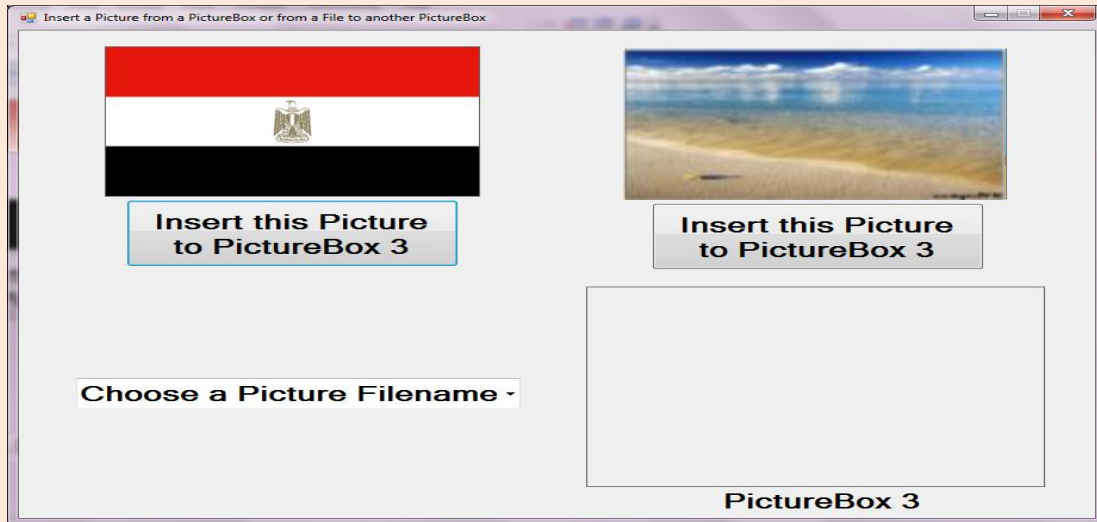 Insert a Picture from a PictureBox or from a File to another PictureBox
Insert this Picture
to PictureBox 3
Insert this Picture
to PictureBox 3
Choose a Picture Filename
PictureBox 3